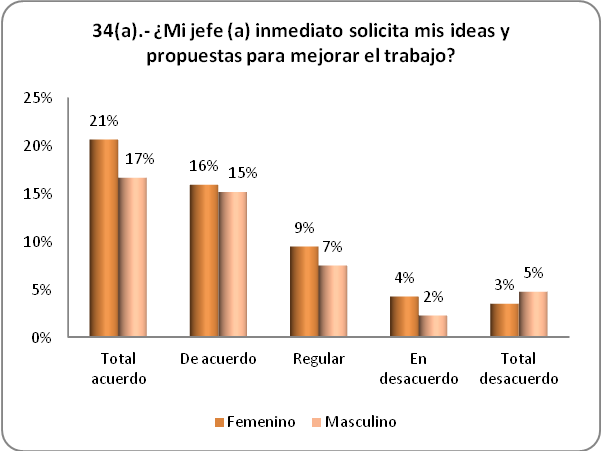 34(a).- ¿Mi jefe (a) inmediato solicita mis ideas y
propuestas para mejorar el trabajo?
25%
20%
15%
10%
5%
0%
21%
17%
16%
15%
9%
7%
4%
2%
3%
5%
Total
acuerdo
De acuerdo
Regular
En
desacuerdo
Total
desacuerdo
Femenino
Masculino